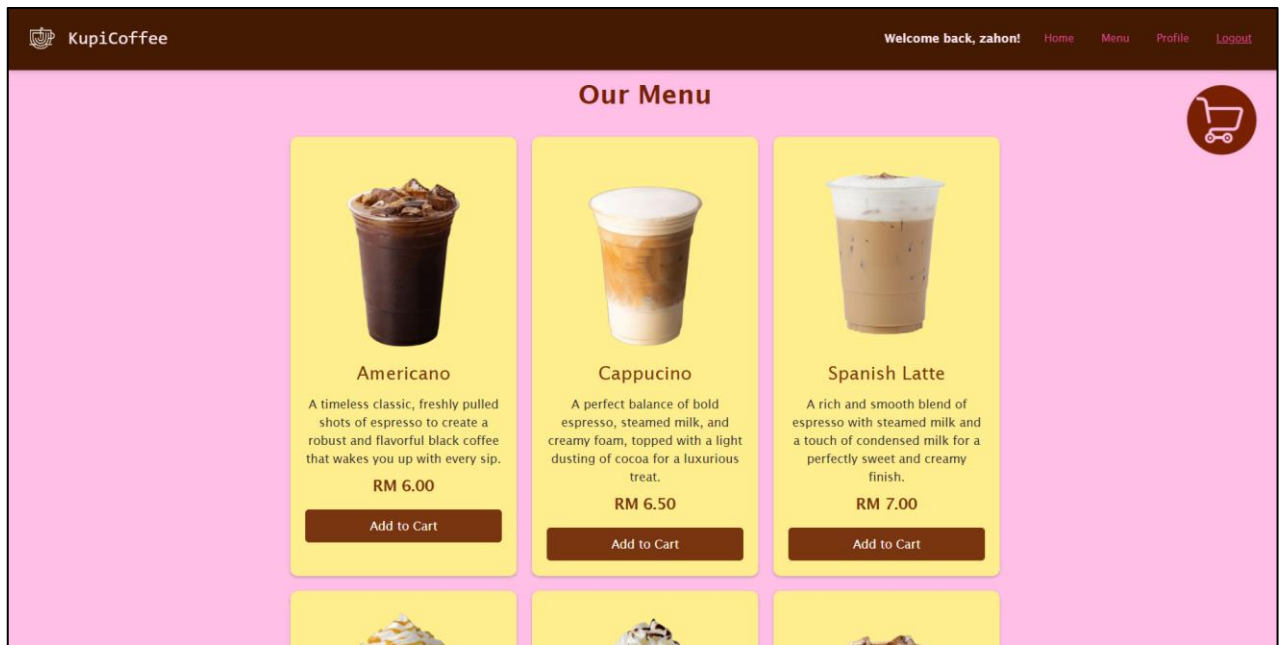 KupiCoffee
Welcome back, zahon! Home Menu Profile Logout
Our Menu
Americano
A timeless classic, freshly pulled
shots of espresso to create a
robust and flavorful black coffee
that wakes you up with every sip.
RM 6.00
Add to Cart
Cappucino
A perfect balance of bold
espresso, steamed milk, and
creamy foam, topped with a light
dusting of cocoa for a luxurious
treat.
RM 6.50
Add to Cart
Spanish Latte
A rich and smooth blend of
espresso with steamed milk and
a touch of condensed milk for a
perfectly sweet and creamy
finish.
RM 7.00
Add to Cart